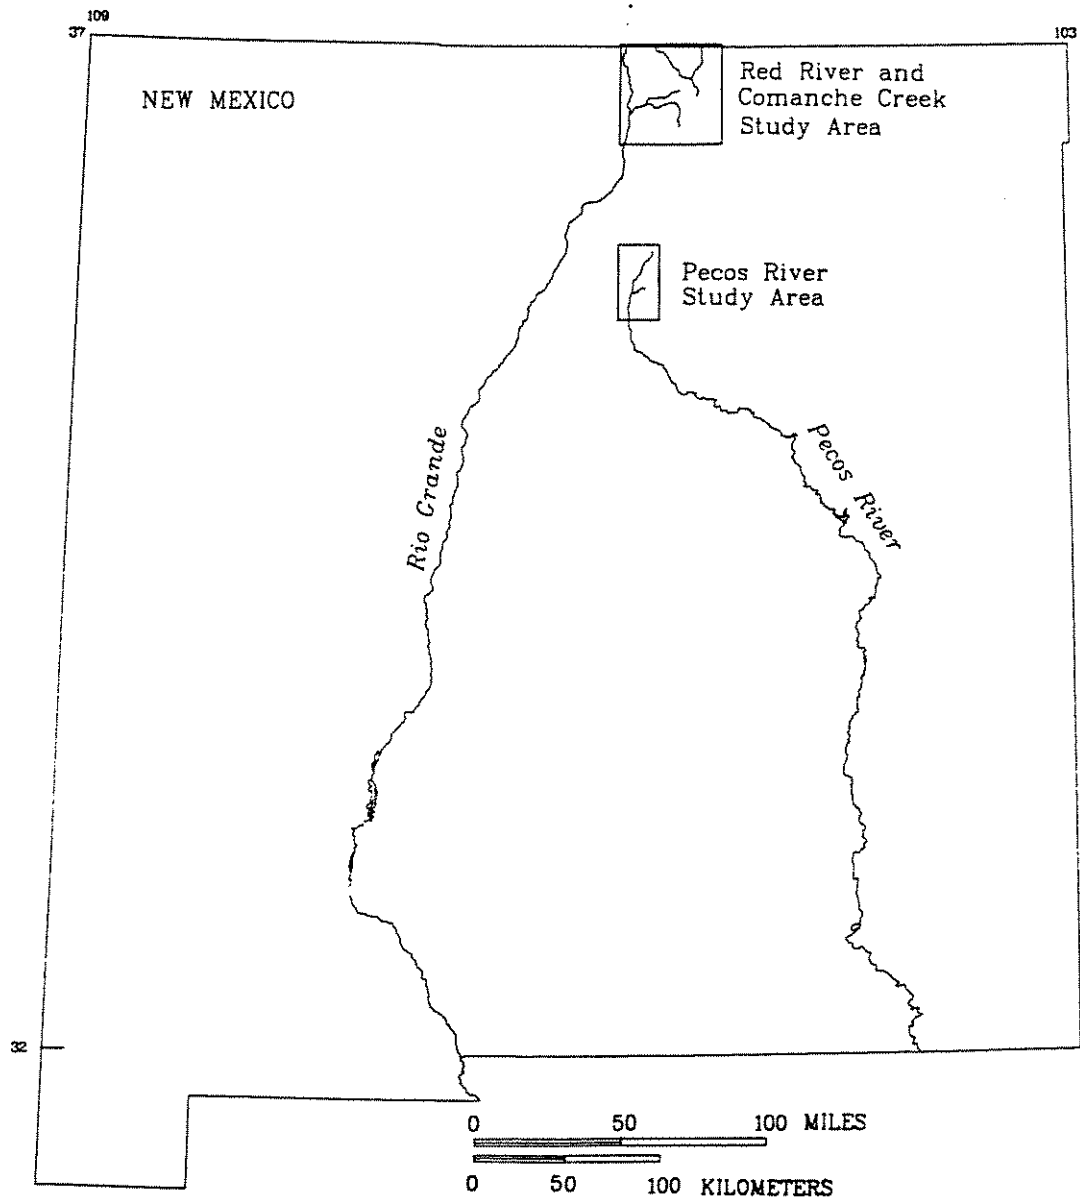 109
37
103
NEW MEXICO
Red River and
Comanche Creek
Study Area
Pecos River
Study Area
Rio Grande
Pecos River
32
0 50 100 MILES
0 50 100 KILOMETERS